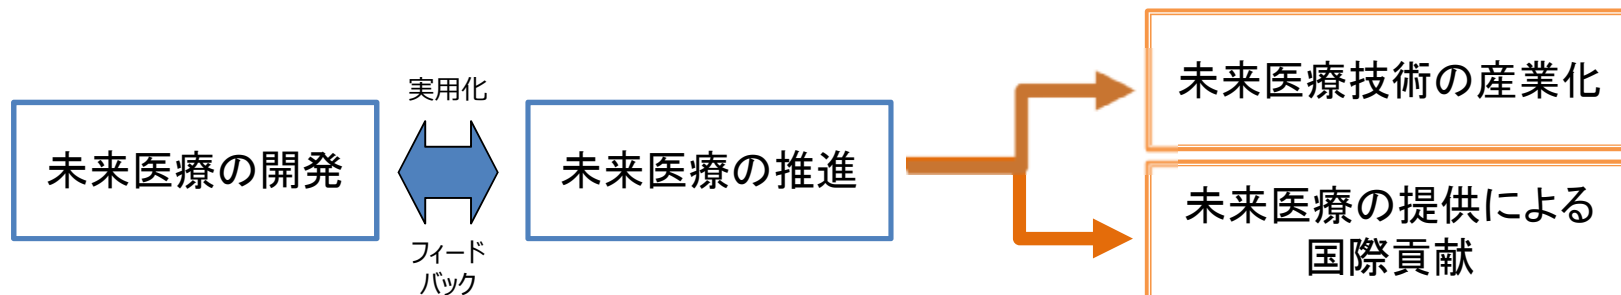 未来医療の開発
実用化
フィード
バック
未来医療の推進
未来医療技術の産業化
未来医療の提供による
国際貢献